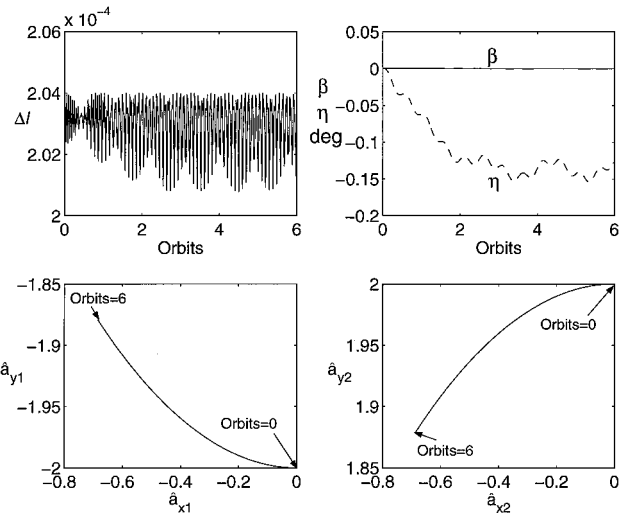 2.06 x 10⁻⁴
2.04
Δl
2.02
2
0 2 4 6
Orbits
0.05
0
β
β
η
deg
-0.05
-0.1
-0.15
-0.2
η
0 2 4 6
Orbits
-1.85
Orbits=6
-1.9
â_y1
-1.95
Orbits=0
-2
-0.8 -0.6 -0.4 -0.2 0
â_x1
2
Orbits=0
1.95
â_y2
1.9
Orbits=6
1.85
-0.8 -0.6 -0.4 -0.2 0
â_x2